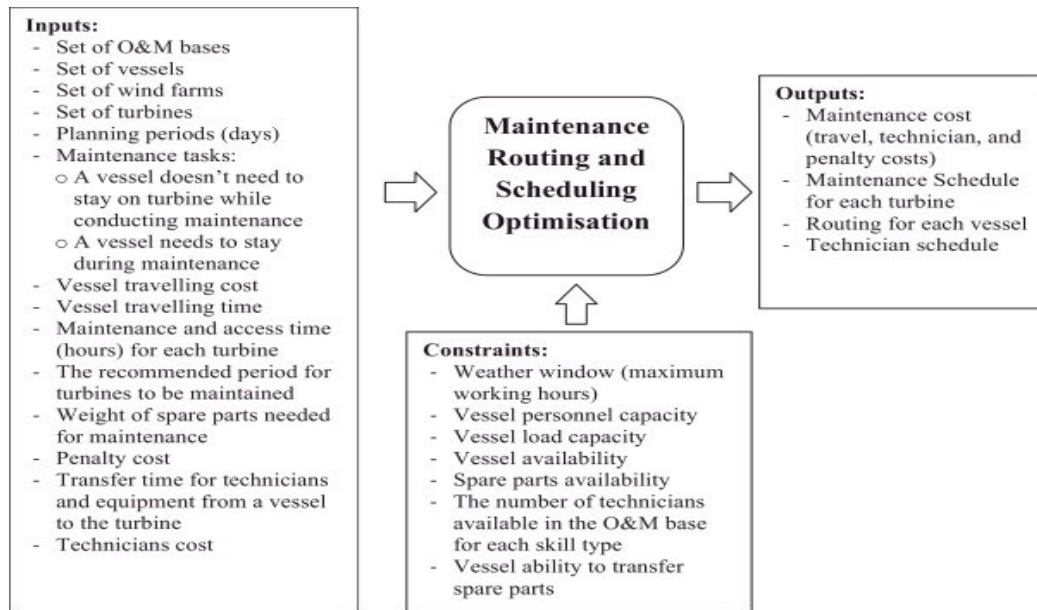 Inputs:
- Set of O&M bases
- Set of vessels
- Set of wind farms
- Set of turbines
- Planning periods (days)
- Maintenance tasks:
o A vessel doesn't need to
stay on turbine while
conducting maintenance
o A vessel needs to stay
during maintenance
- Vessel travelling cost
- Vessel travelling time
- Maintenance and access time
(hours) for each turbine
- The recommended period for
turbines to be maintained
- Weight of spare parts needed
for maintenance
- Penalty cost
- Transfer time for technicians
and equipment from a vessel
to the turbine
- Technicians cost
Maintenance
Routing and
Scheduling
Optimisation
Constraints:
- Weather window (maximum
working hours)
- Vessel personnel capacity
- Vessel load capacity
- Vessel availability
- Spare parts availability
- The number of technicians
available in the O&M base
for each skill type
- Vessel ability to transfer
spare parts
Outputs:
- Maintenance cost
(travel, technician, and
penalty costs)
- Maintenance Schedule
for each turbine
- Routing for each vessel
- Technician schedule